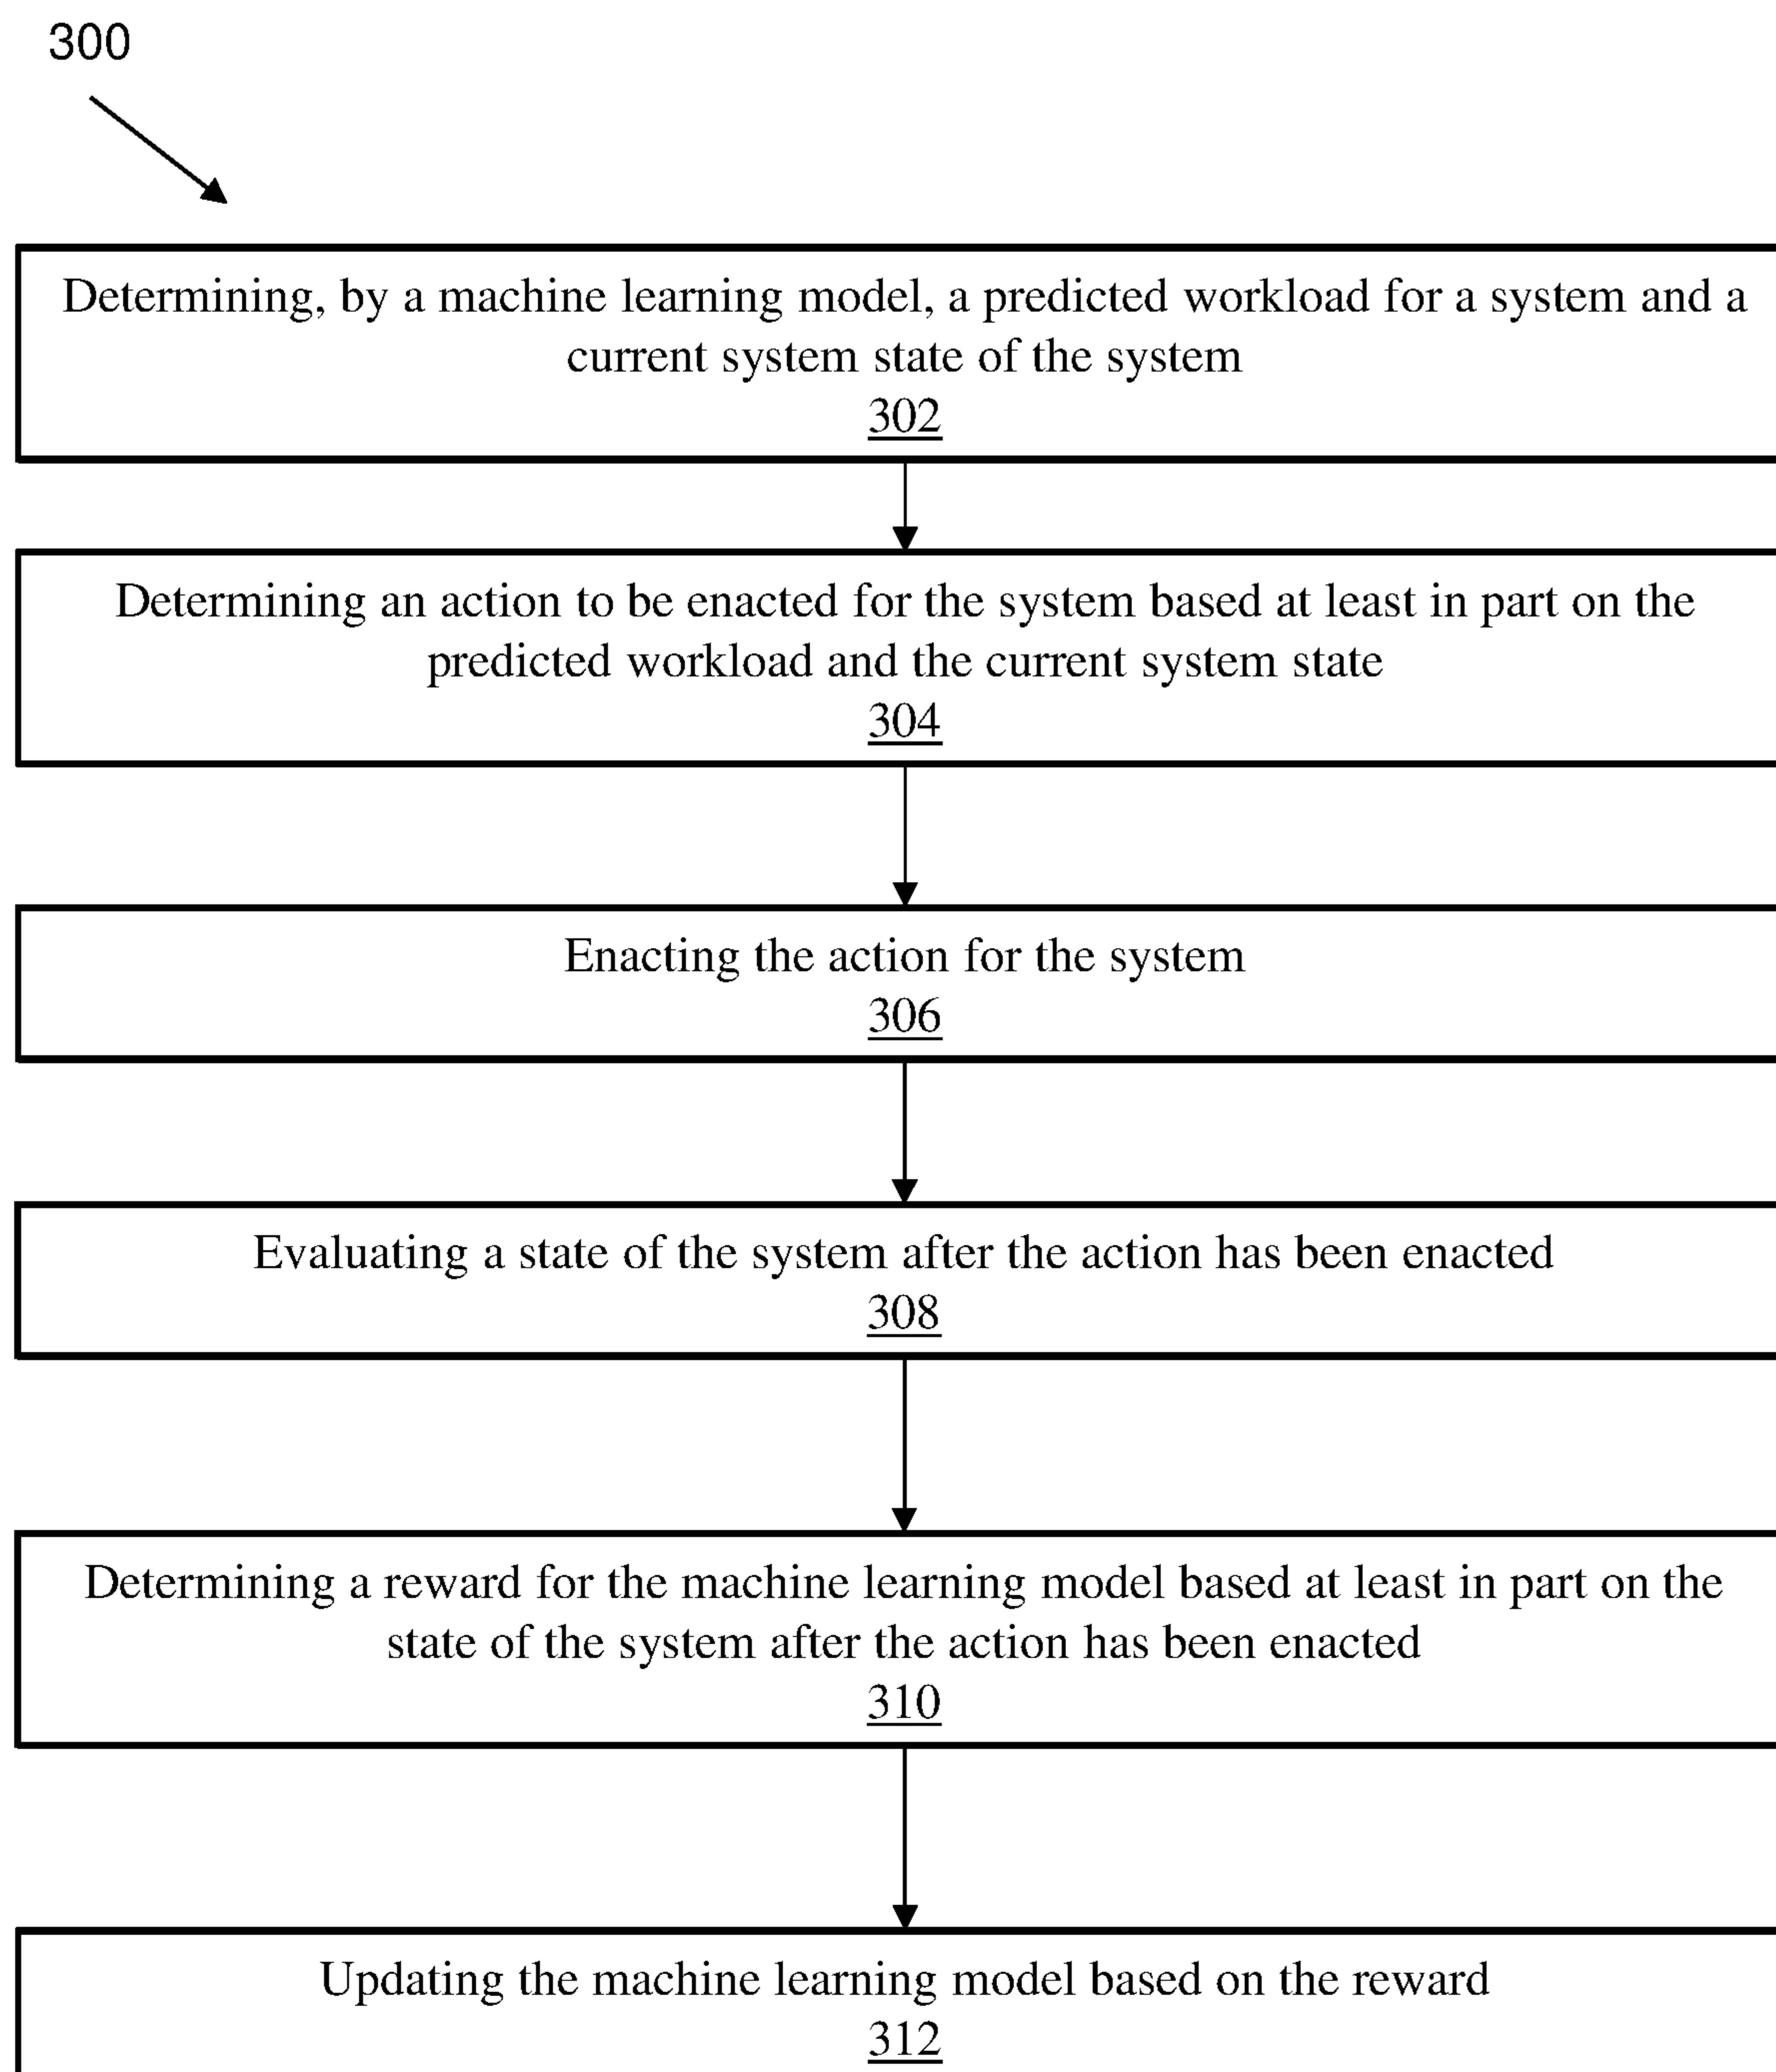 300
Determining, by a machine learning model, a predicted workload for a system and a
current system state of the system
302
Determining an action to be enacted for the system based at least in part on the
predicted workload and the current system state
304
Enacting the action for the system
306
Evaluating a state of the system after the action has been enacted
308
Determining a reward for the machine learning model based at least in part on the
state of the system after the action has been enacted
310
Updating the machine learning model based on the reward
312